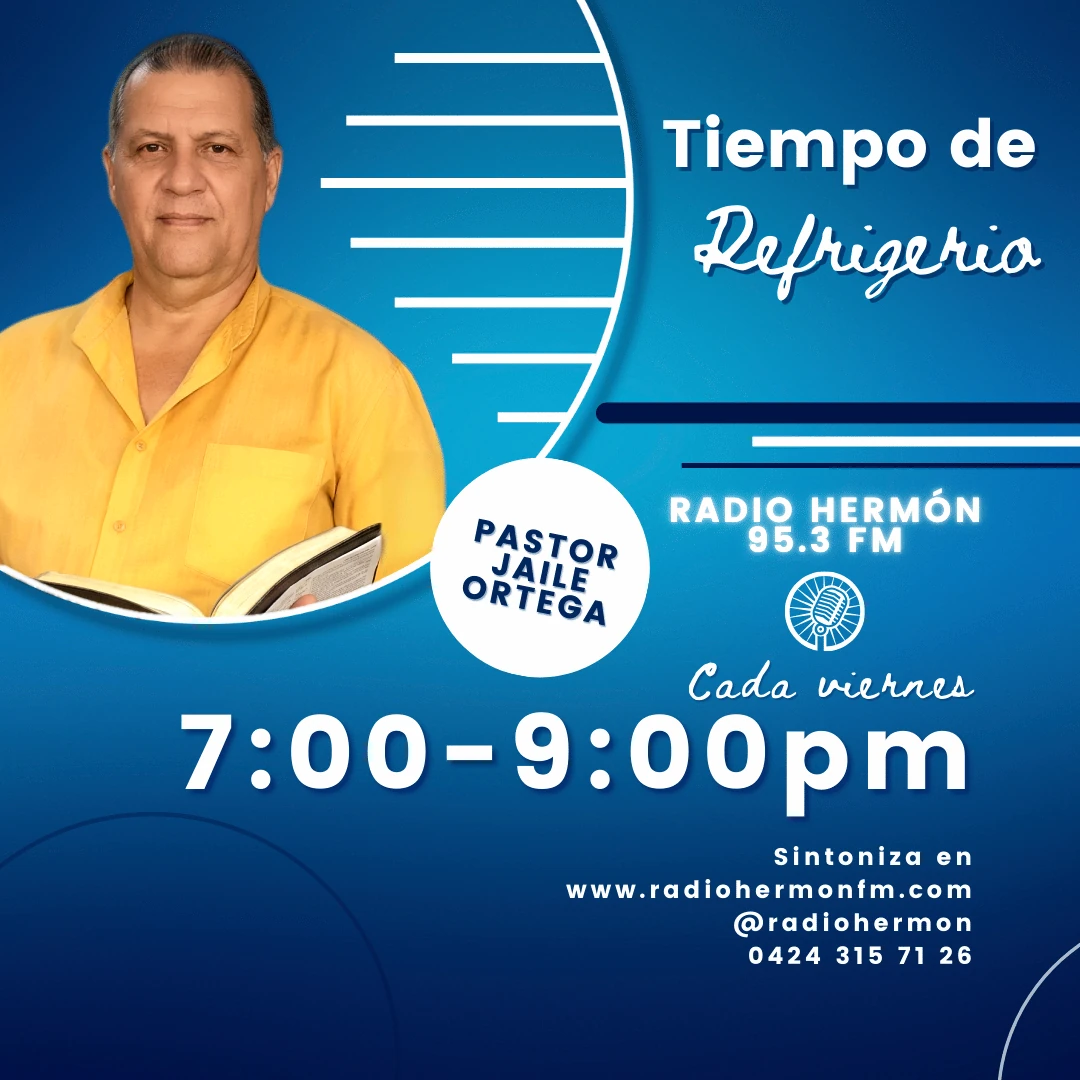 Tiempo de
Refrigerio
RADIO HERMÓN
95.3 FM
PASTOR
JAILE
ORTEGA
Cada viernes
7:00-9:00pm
Sintoniza en
www.radiohermonfm.com
@radiohermon
0424 315 71 26